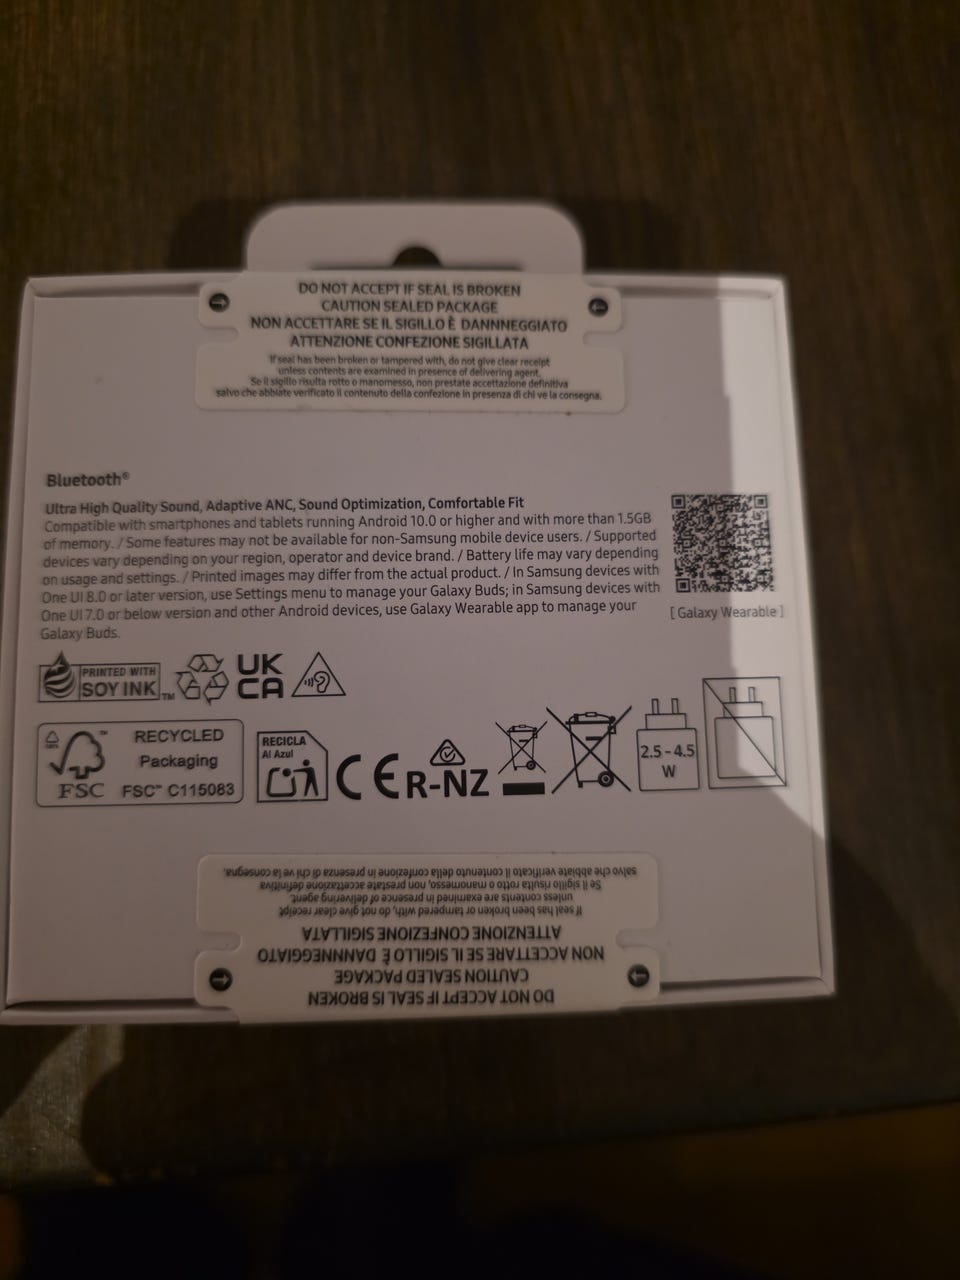 DO NOT ACCEPT IF SEAL IS BROKEN
CAUTION SEALED PACKAGE
NON ACCETTARE SE IL SIGILLO È DANNNEGGIATO
ATTENZIONE CONFEZIONE SIGILLATA
If seal has been broken or tampered with, do not give clear receipt
unless contents are examined in presence of delivering agent.
Se il sigillo risulta rotto o manomesso, non prestate accettazione definitiva
salvo che abbiate verificato il contenuto della confezione in presenza di chi ve la consegna.
Bluetooth®
Ultra High Quality Sound, Adaptive ANC, Sound Optimization, Comfortable Fit
Compatible with smartphones and tablets running Android 10.0 or higher and with more than 1.5GB
of memory. / Some features may not be available for non-Samsung mobile device users. / Supported
devices vary depending on your region, operator and device brand. / Battery life may vary depending
on usage and settings. / Printed images may differ from the actual product. / In Samsung devices with
One UI 8.0 or later version, use Settings menu to manage your Galaxy Buds; in Samsung devices with
One UI 7.0 or below version and other Android devices, use Galaxy Wearable app to manage your
Galaxy Buds.
[ Galaxy Wearable ]
PRINTED WITH
SOY INK™
UK
CA
RECYCLED
Packaging
FSC™ C115083
FSC
RECICLA
Al Azul
CE
R-NZ
2.5 - 4.5
W
DO NOT ACCEPT IF SEAL IS BROKEN
CAUTION SEALED PACKAGE
NON ACCETTARE SE IL SIGILLO È DANNNEGGIATO
ATTENZIONE CONFEZIONE SIGILLATA
If seal has been broken or tampered with, do not give clear receipt
unless contents are examined in presence of delivering agent.
Se il sigillo risulta rotto o manomesso, non prestate accettazione definitiva
salvo che abbiate verificato il contenuto della confezione in presenza di chi ve la consegna.